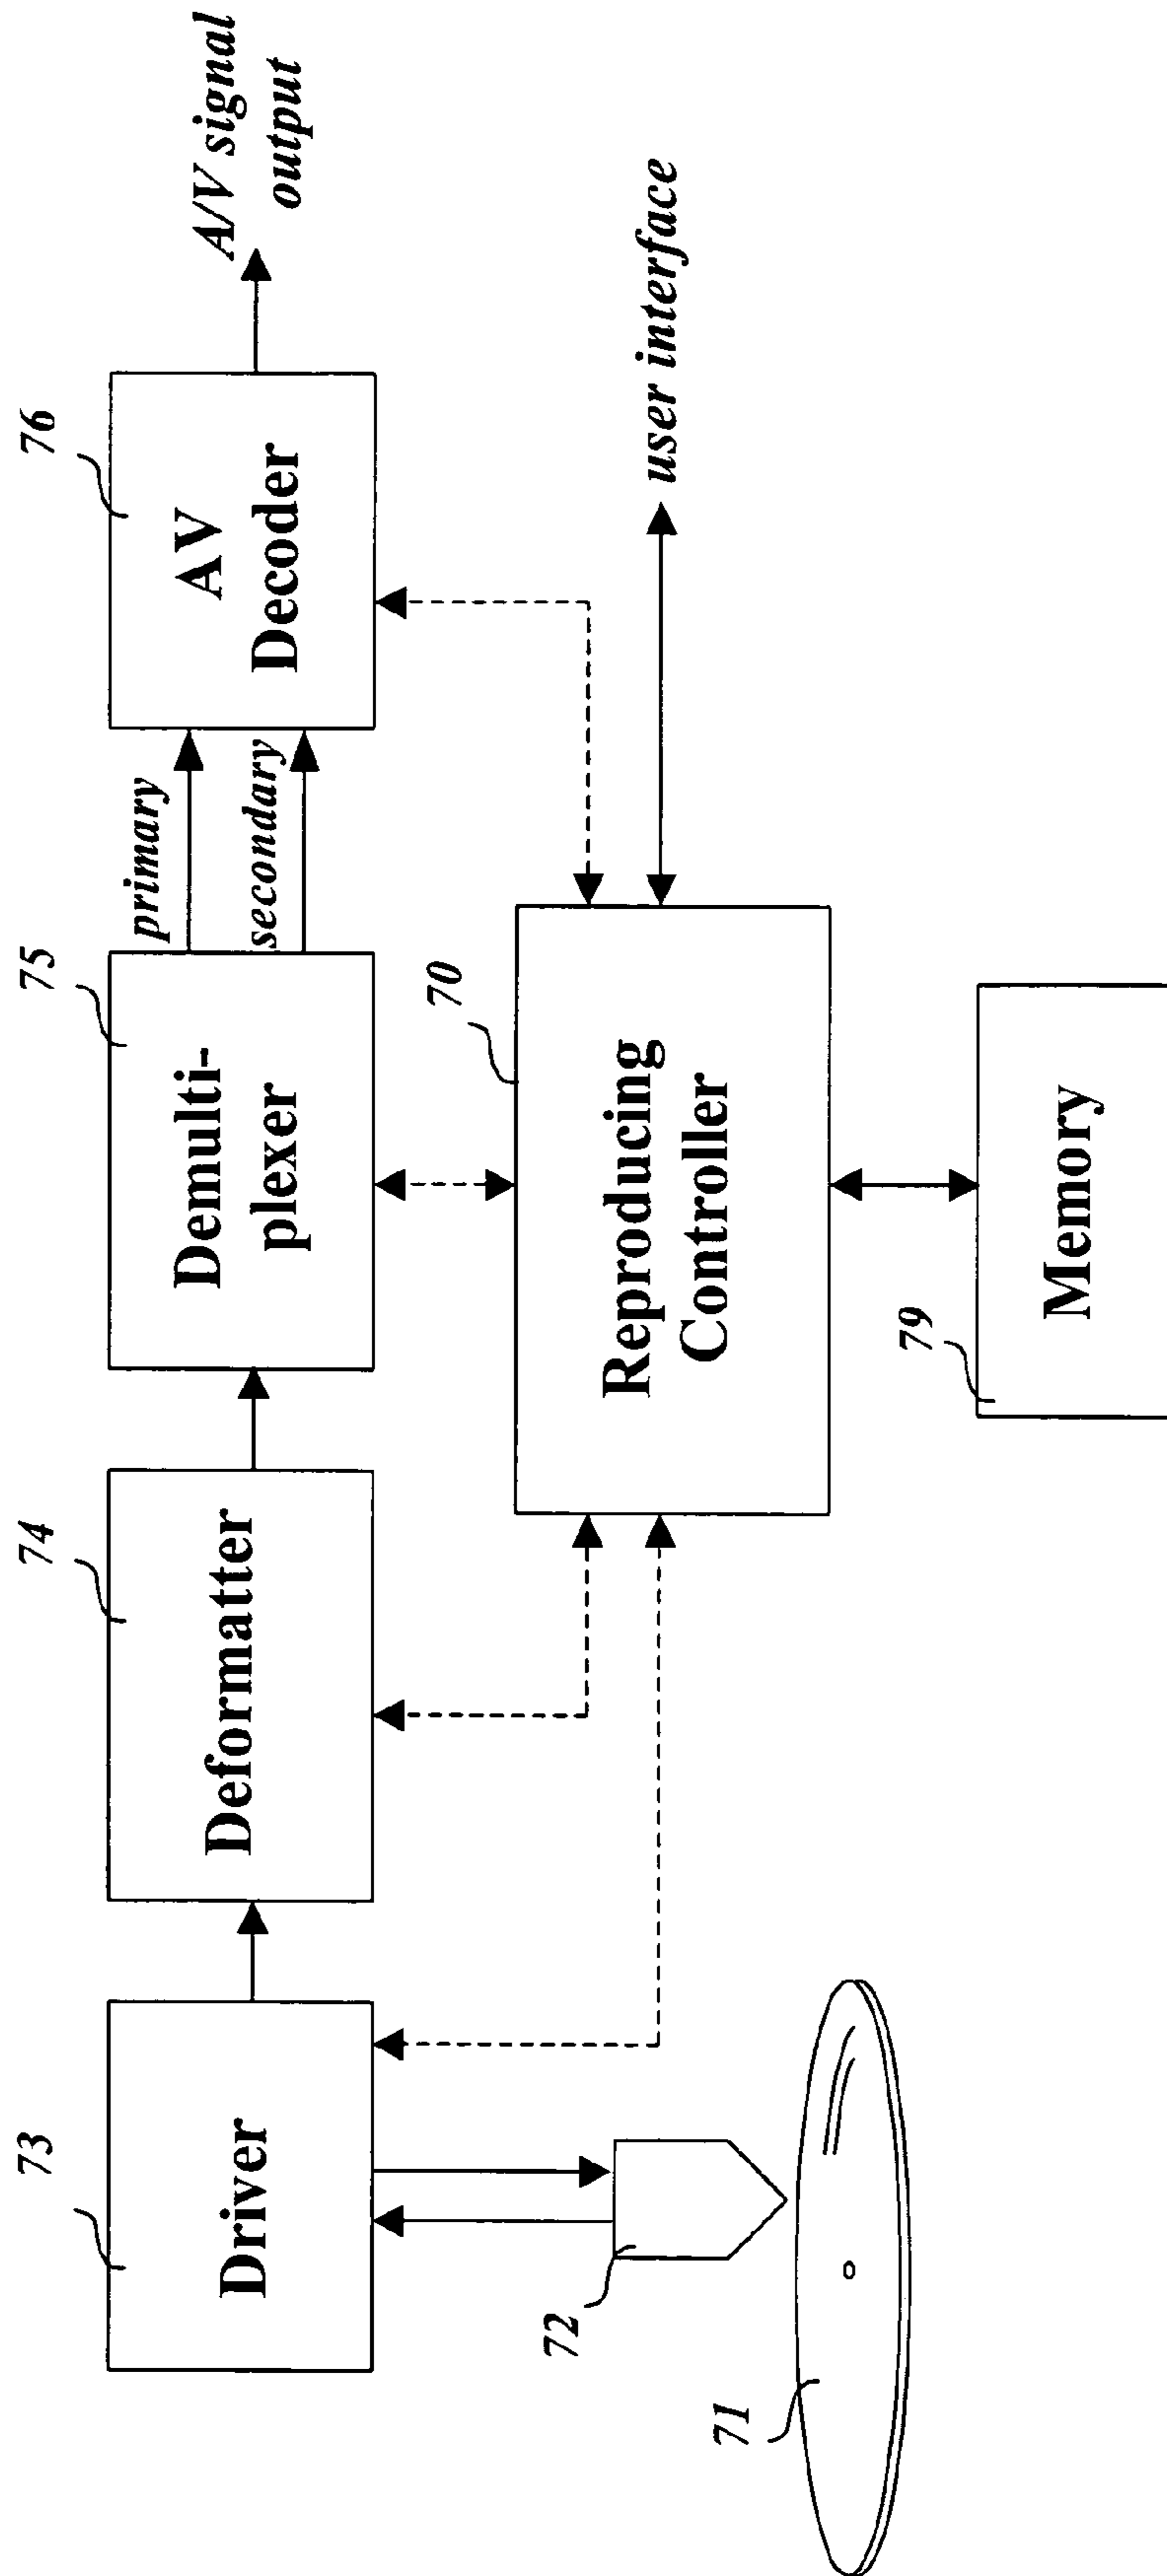 73
Driver
74
Deformatter
75
Demulti-
plexer
primary
secondary
76
AV
Decoder
A/V signal
output
72
71
70
Reproducing
Controller
user interface
79
Memory